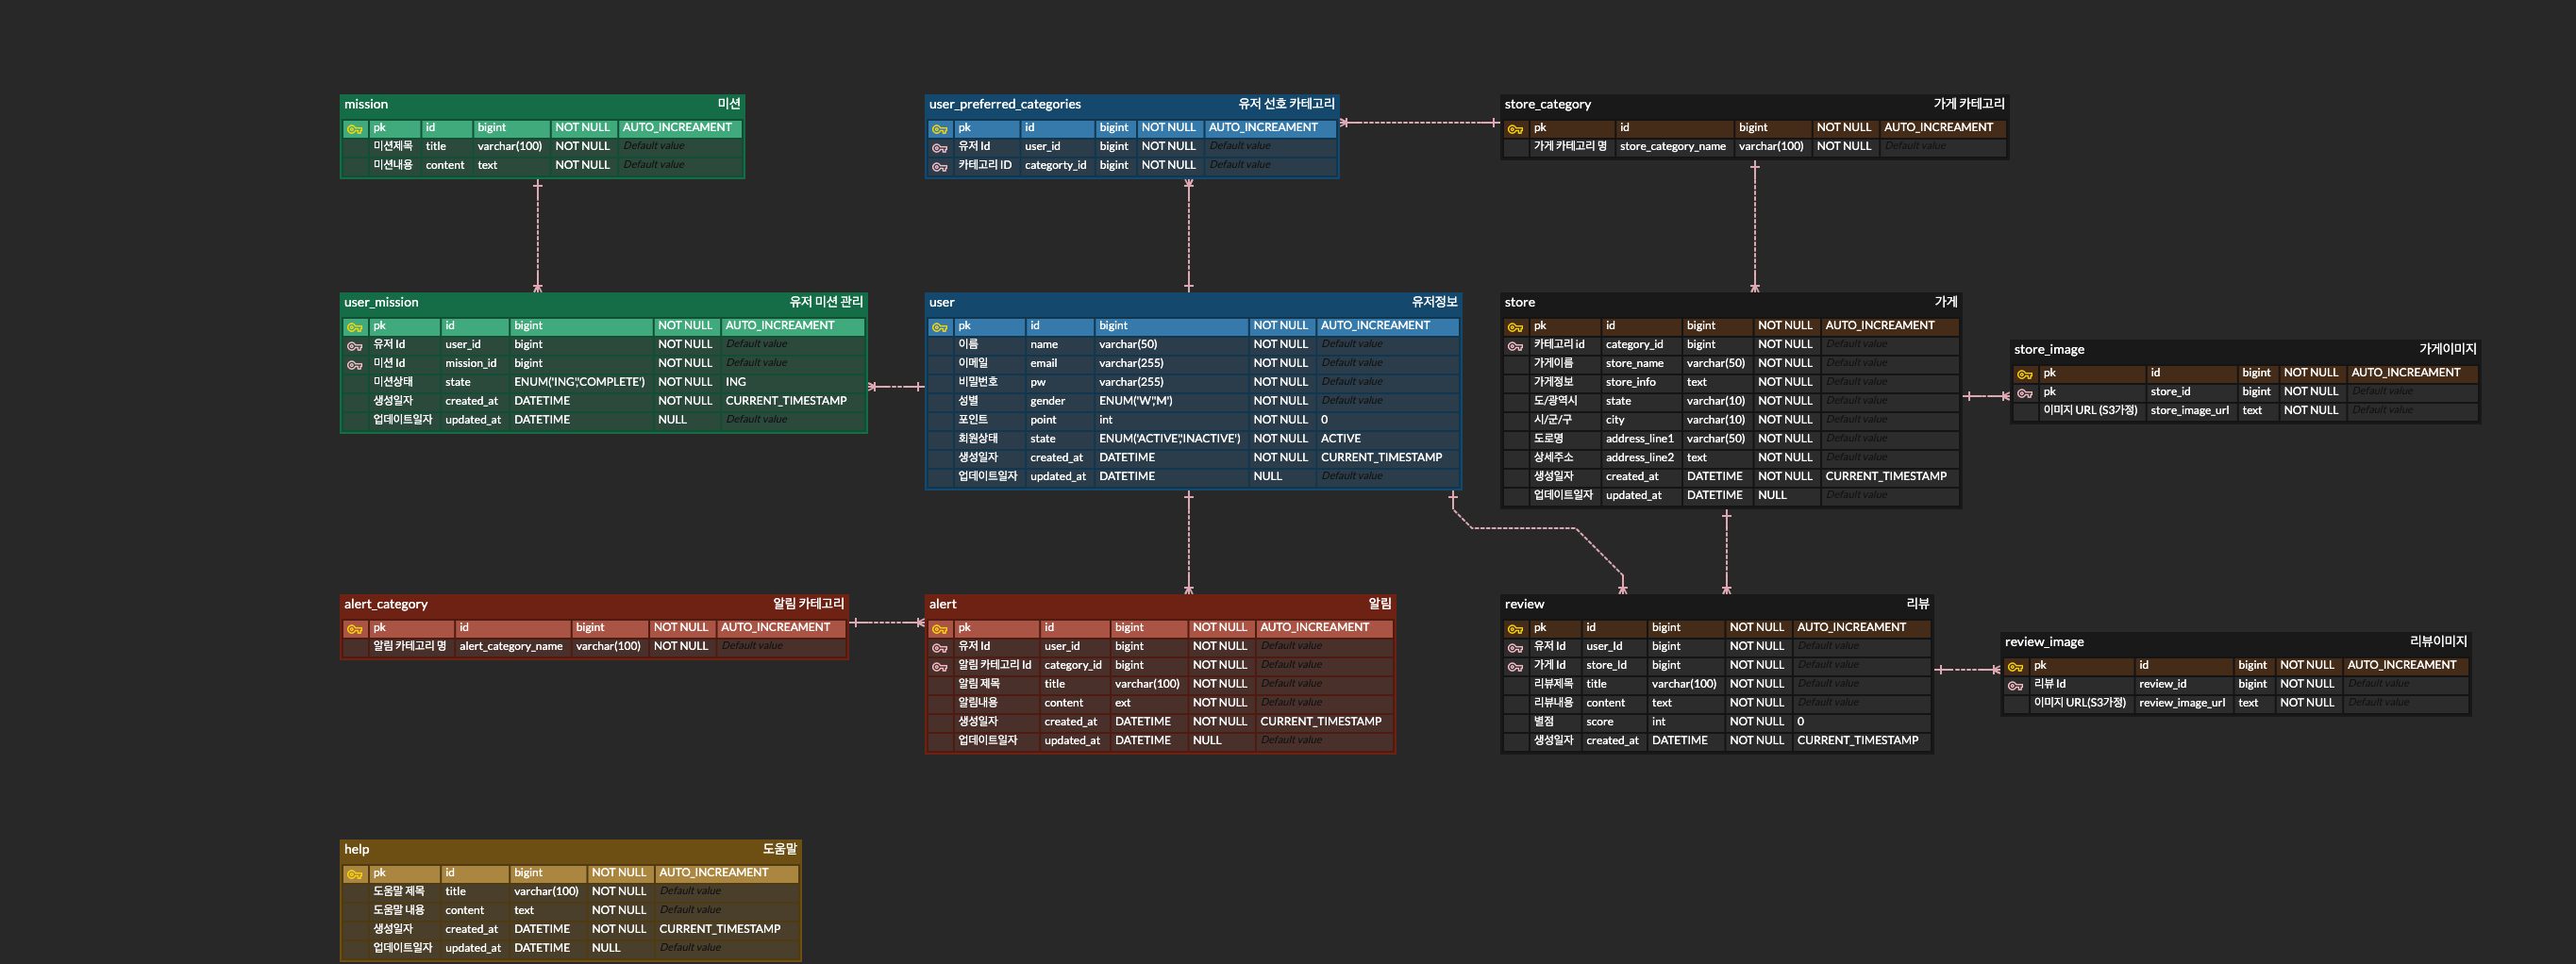 mission 미션
pk id bigint NOT NULL AUTO_INCREAMENT
미션제목 title varchar(100) NOT NULL Default value
미션내용 content text NOT NULL Default value
user_preferred_categories 유저 선호 카테고리
pk id bigint NOT NULL AUTO_INCREAMENT
유저 Id user_id bigint NOT NULL Default value
카테고리 ID categorty_id bigint NOT NULL Default value
store_category 가게 카테고리
pk id bigint NOT NULL AUTO_INCREAMENT
가게 카테고리 명 store_category_name varchar(100) NOT NULL Default value
user_mission 유저 미션 관리
pk id bigint NOT NULL AUTO_INCREAMENT
유저 Id user_id bigint NOT NULL Default value
미션 Id mission_id bigint NOT NULL Default value
미션상태 state ENUM('ING','COMPLETE') NOT NULL ING
생성일자 created_at DATETIME NOT NULL CURRENT_TIMESTAMP
업데이트일자 updated_at DATETIME NULL Default value
user 유저정보
pk id bigint NOT NULL AUTO_INCREAMENT
이름 name varchar(50) NOT NULL Default value
이메일 email varchar(255) NOT NULL Default value
비밀번호 pw varchar(255) NOT NULL Default value
성별 gender ENUM('W','M') NOT NULL Default value
포인트 point int NOT NULL 0
회원상태 state ENUM('ACTIVE','INACTIVE') NOT NULL ACTIVE
생성일자 created_at DATETIME NOT NULL CURRENT_TIMESTAMP
업데이트일자 updated_at DATETIME NULL Default value
store 가게
pk id bigint NOT NULL AUTO_INCREAMENT
카테고리 id category_id bigint NOT NULL Default value
가게이름 store_name varchar(50) NOT NULL Default value
가게정보 store_info text NOT NULL Default value
도/광역시 state varchar(10) NOT NULL Default value
시/군/구 city varchar(10) NOT NULL Default value
도로명 address_line1 varchar(50) NOT NULL Default value
상세주소 address_line2 text NOT NULL Default value
생성일자 created_at DATETIME NOT NULL CURRENT_TIMESTAMP
업데이트일자 updated_at DATETIME NULL Default value
store_image 가게이미지
pk id bigint NOT NULL AUTO_INCREAMENT
pk store_id bigint NOT NULL Default value
이미지 URL (S3가정) store_image_url text NOT NULL Default value
alert_category 알림 카테고리
pk id bigint NOT NULL AUTO_INCREAMENT
알림 카테고리 명 alert_category_name varchar(100) NOT NULL Default value
alert 알림
pk id bigint NOT NULL AUTO_INCREAMENT
유저 Id user_id bigint NOT NULL Default value
알림 카테고리 Id category_id bigint NOT NULL Default value
알림 제목 title varchar(100) NOT NULL Default value
알림내용 content ext NOT NULL Default value
생성일자 created_at DATETIME NOT NULL CURRENT_TIMESTAMP
업데이트일자 updated_at DATETIME NULL Default value
review 리뷰
pk id bigint NOT NULL AUTO_INCREAMENT
유저 Id user_Id bigint NOT NULL Default value
가게 Id store_Id bigint NOT NULL Default value
리뷰제목 title varchar(100) NOT NULL Default value
리뷰내용 content text NOT NULL Default value
별점 score int NOT NULL 0
생성일자 created_at DATETIME NOT NULL CURRENT_TIMESTAMP
review_image 리뷰이미지
pk id bigint NOT NULL AUTO_INCREAMENT
리뷰 Id review_id bigint NOT NULL Default value
이미지 URL(S3가정) review_image_url text NOT NULL Default value
help 도움말
pk id bigint NOT NULL AUTO_INCREAMENT
도움말 제목 title varchar(100) NOT NULL Default value
도움말 내용 content text NOT NULL Default value
생성일자 created_at DATETIME NOT NULL CURRENT_TIMESTAMP
업데이트일자 updated_at DATETIME NULL Default value